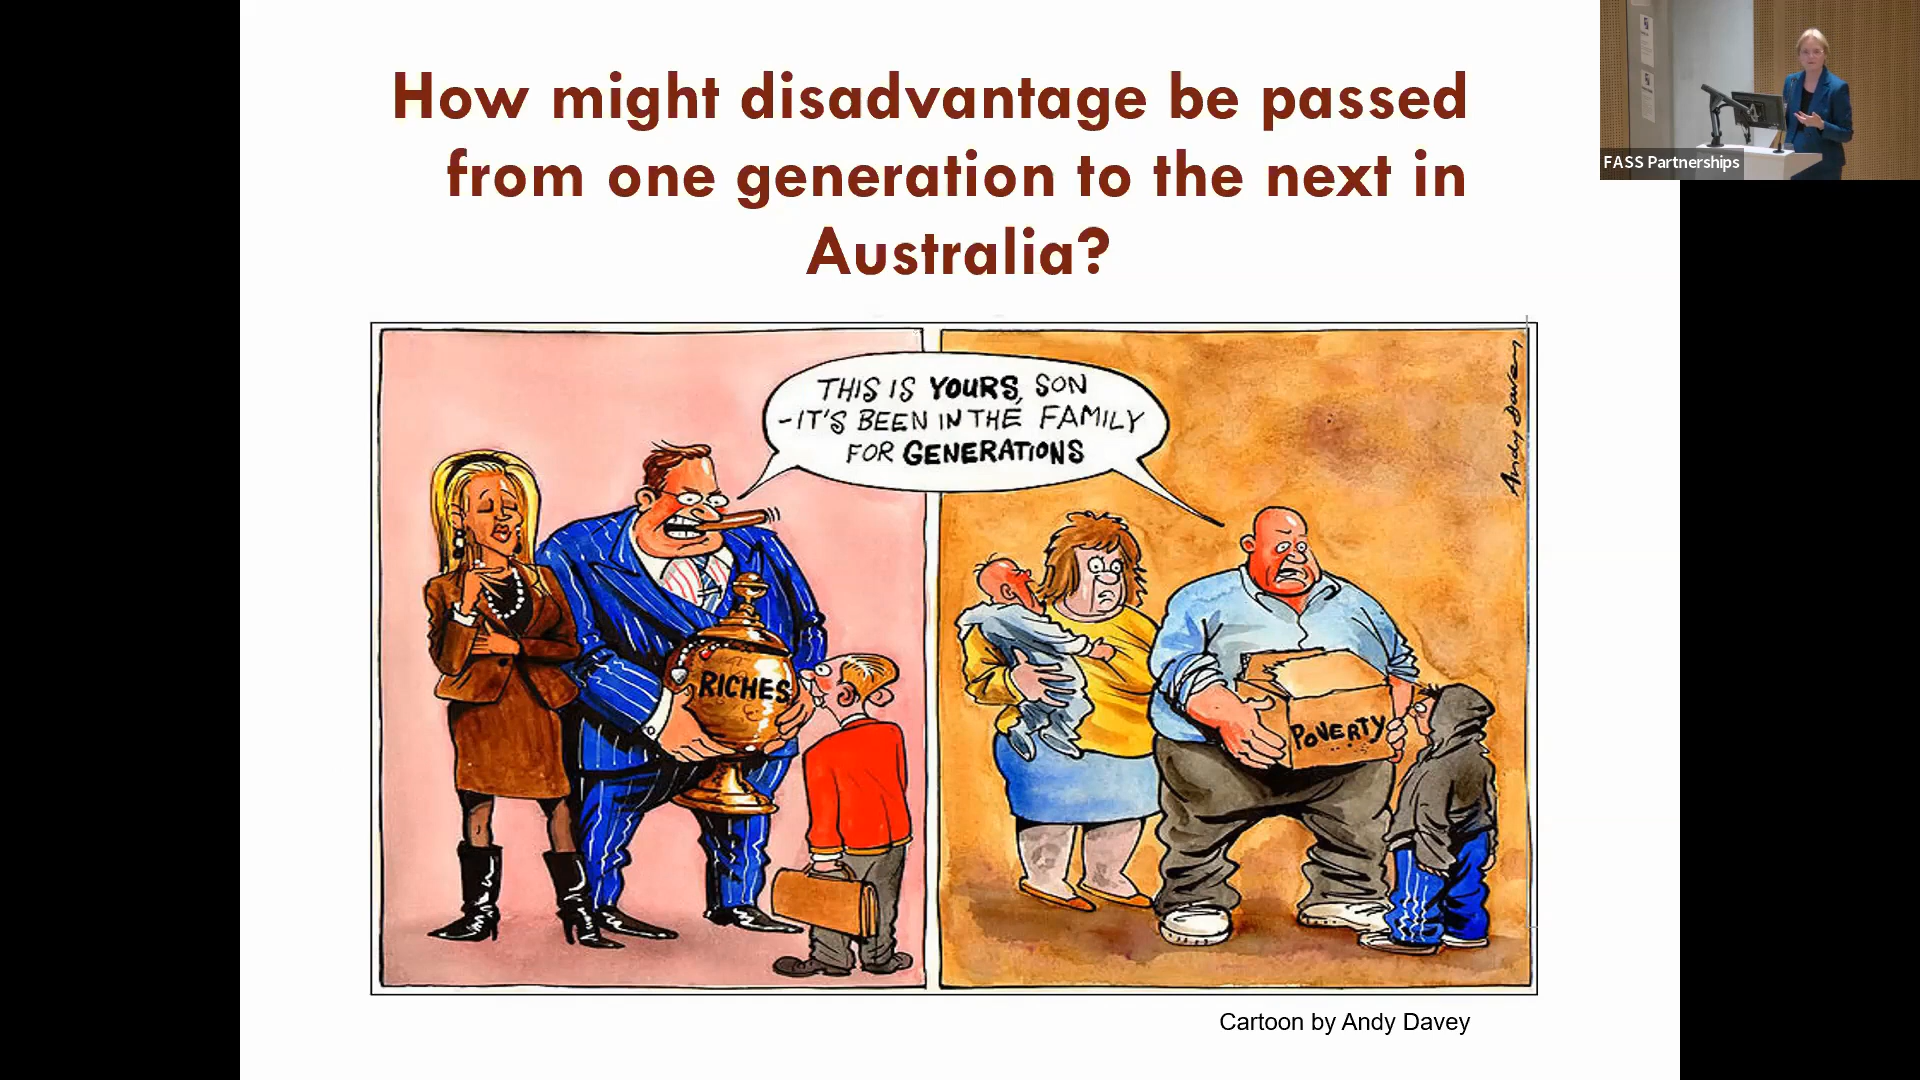 How might disadvantage be passed
from one generation to the next in
Australia?
FASS Partnerships
THIS IS YOURS, SON
-IT'S BEEN IN THE FAMILY
FOR GENERATIONS
Andy Davey
RICHES
POVERTY
Cartoon by Andy Davey